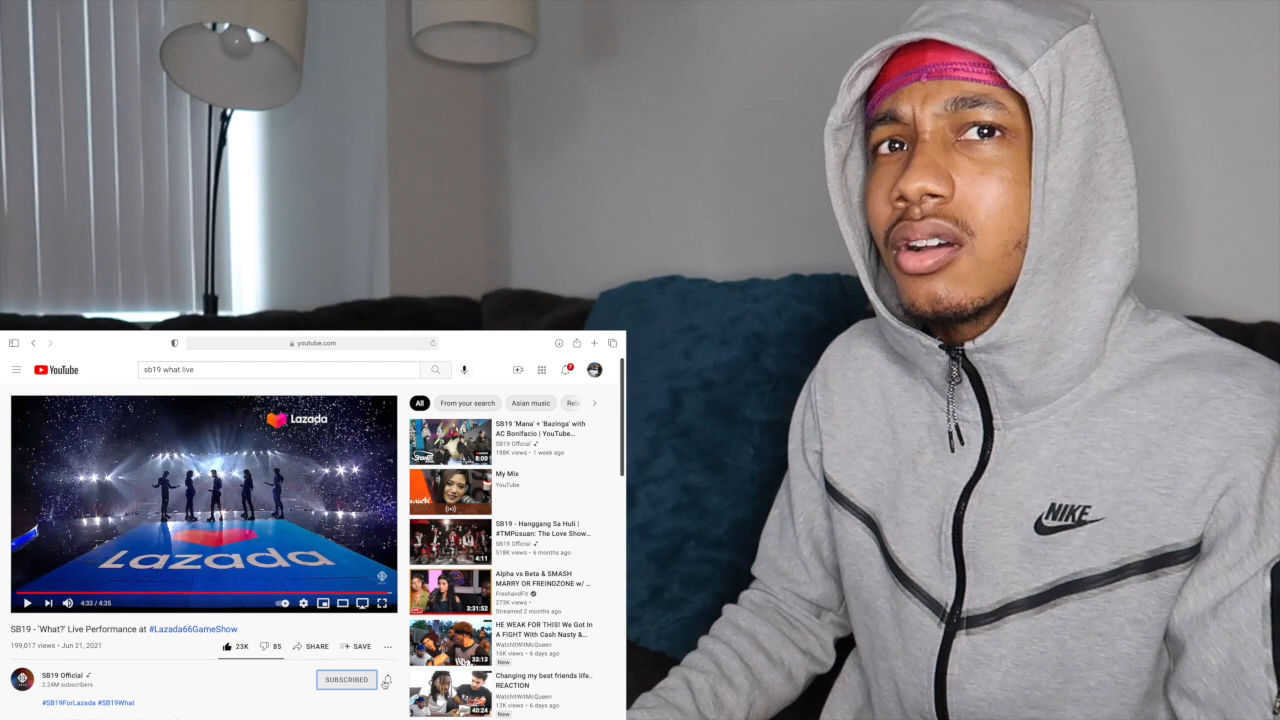 youtube.com
YouTube
sb19 what live
7
Lazada
Lazada
4:33 / 4:35
SB19 - 'What?' Live Performance at #Lazada66GameShow
199,017 views • Jun 21, 2021
23K
85
SHARE
SAVE
SB19 Official
2.24M subscribers
SUBSCRIBED
#SB19ForLazada #SB19What
All
From your search
Asian music
SB19 'Mana' + 'Bazinga' with
AC Bonifacio | YouTube...
SB19 Official
188K views • 1 week ago
8:00
My Mix
YouTube
SB19 - Hanggang Sa Huli |
#TMPusuan: The Love Show...
SB19 Official
518K views • 6 months ago
4:11
Alpha vs Beta & SMASH
MARRY OR FREINDZONE w/ ...
FreshandFit
273K views •
Streamed 2 months ago
3:31:52
HE WEAK FOR THIS! We Got In
A FIGHT With Cash Nasty &...
WatchItWitMcQueen
16K views • 6 days ago
New
33:13
Changing my best friends life..
REACTION
WatchItWitMcQueen
12K views • 6 days ago
New
40:24
NIKE